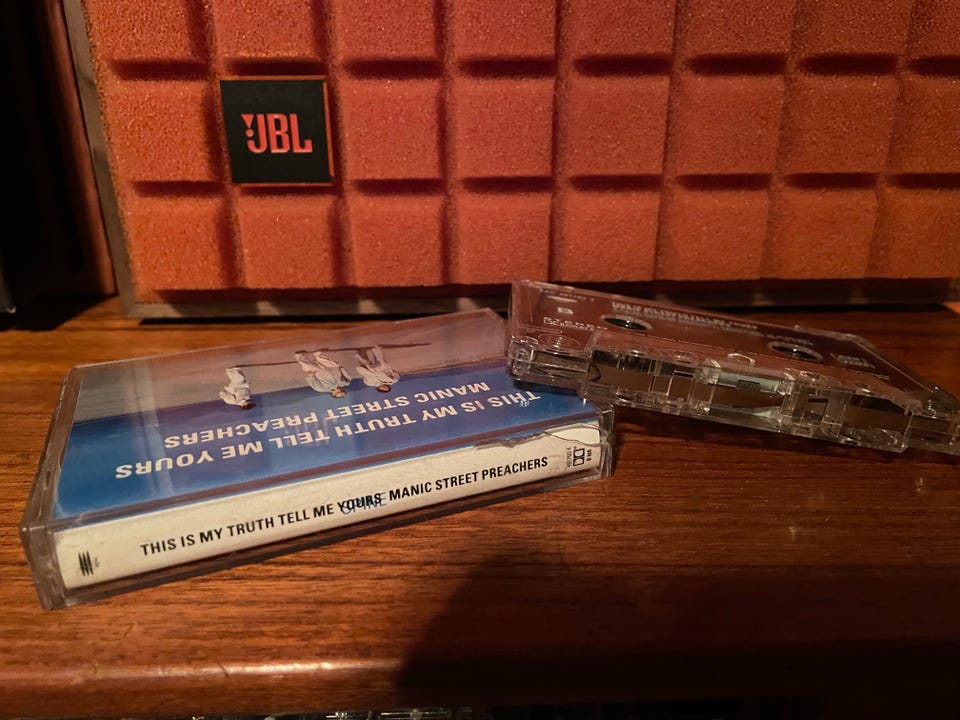 JBL
THIS IS MY TRUTH TELL ME YOURS
MANIC STREET PREACHERS
THIS IS MY TRUTH TELL ME YOURS MANIC STREET PREACHERS
SPINE